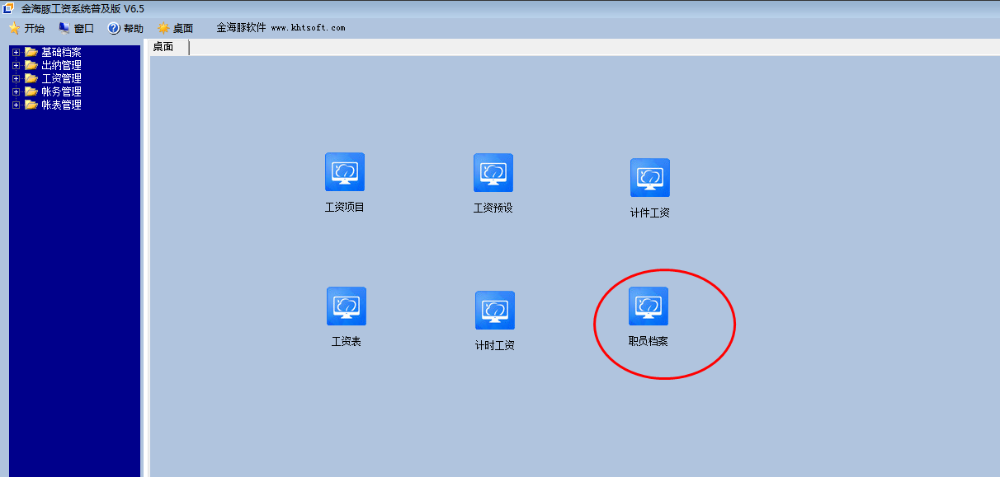 金海豚工资系统普及版 V6.5
开始 窗口 帮助 桌面 金海豚软件 www.khtsoft.com
桌面
基础档案
出纳管理
工资管理
帐务管理
帐表管理
工资项目 工资预设 计件工资
工资表 计时工资 职员档案